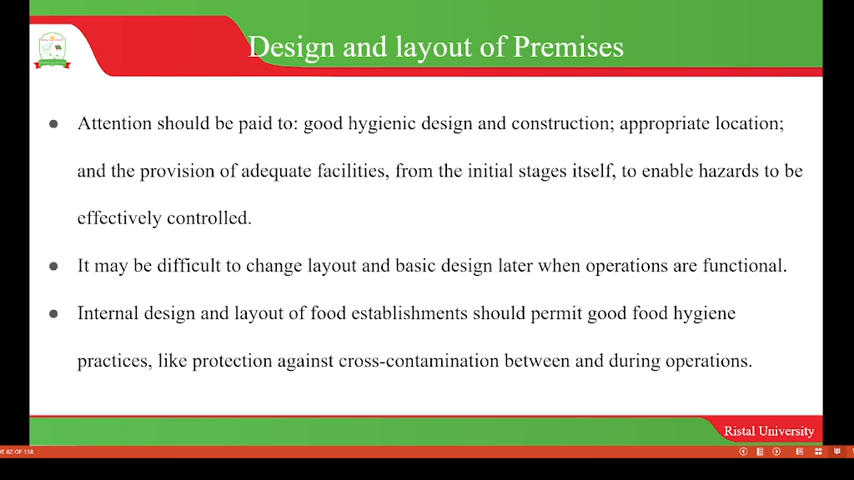 Design and layout of Premises
Attention should be paid to: good hygienic design and construction; appropriate location;
and the provision of adequate facilities, from the initial stages itself, to enable hazards to be
effectively controlled.
It may be difficult to change layout and basic design later when operations are functional.
Internal design and layout of food establishments should permit good food hygiene
practices, like protection against cross-contamination between and during operations.
Ristal University
82 OF 118